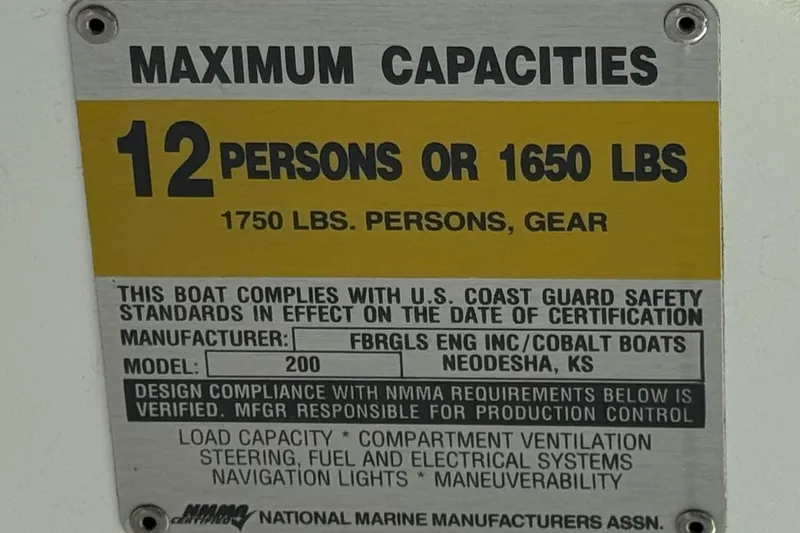 MAXIMUM CAPACITIES
12 PERSONS OR 1650 LBS
1750 LBS. PERSONS, GEAR
THIS BOAT COMPLIES WITH U.S. COAST GUARD SAFETY
STANDARDS IN EFFECT ON THE DATE OF CERTIFICATION
MANUFACTURER: FBRGLS ENG INC/COBALT BOATS
MODEL: 200 NEODESHA, KS
DESIGN COMPLIANCE WITH NMMA REQUIREMENTS BELOW IS
VERIFIED. MFGR RESPONSIBLE FOR PRODUCTION CONTROL
LOAD CAPACITY * COMPARTMENT VENTILATION
STEERING, FUEL AND ELECTRICAL SYSTEMS
NAVIGATION LIGHTS * MANEUVERABILITY
NMMA
CERTIFIED NATIONAL MARINE MANUFACTURERS ASSN.